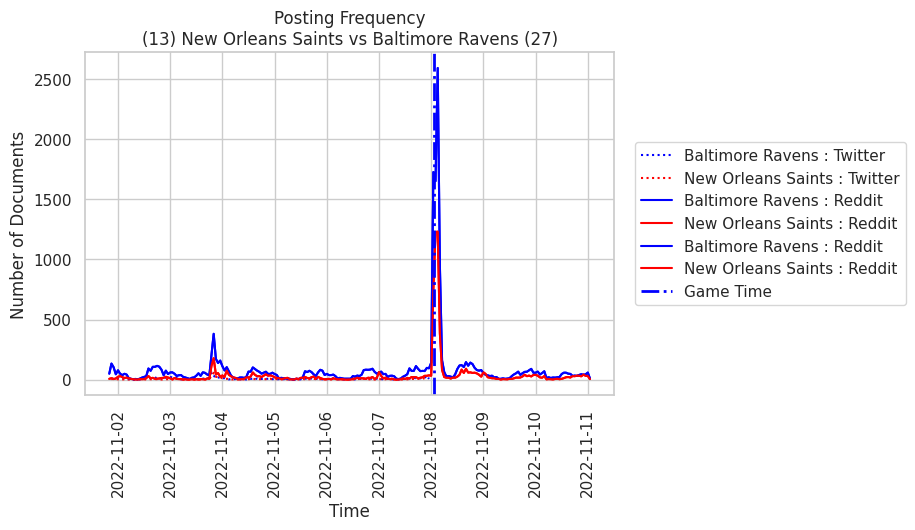 Posting Frequency
(13) New Orleans Saints vs Baltimore Ravens (27)
Number of Documents
2500
2000
1500
1000
500
0
2022-11-02
2022-11-03
2022-11-04
2022-11-05
2022-11-06
2022-11-07
2022-11-08
2022-11-09
2022-11-10
2022-11-11
Time
Baltimore Ravens : Twitter
New Orleans Saints : Twitter
Baltimore Ravens : Reddit
New Orleans Saints : Reddit
Baltimore Ravens : Reddit
New Orleans Saints : Reddit
Game Time